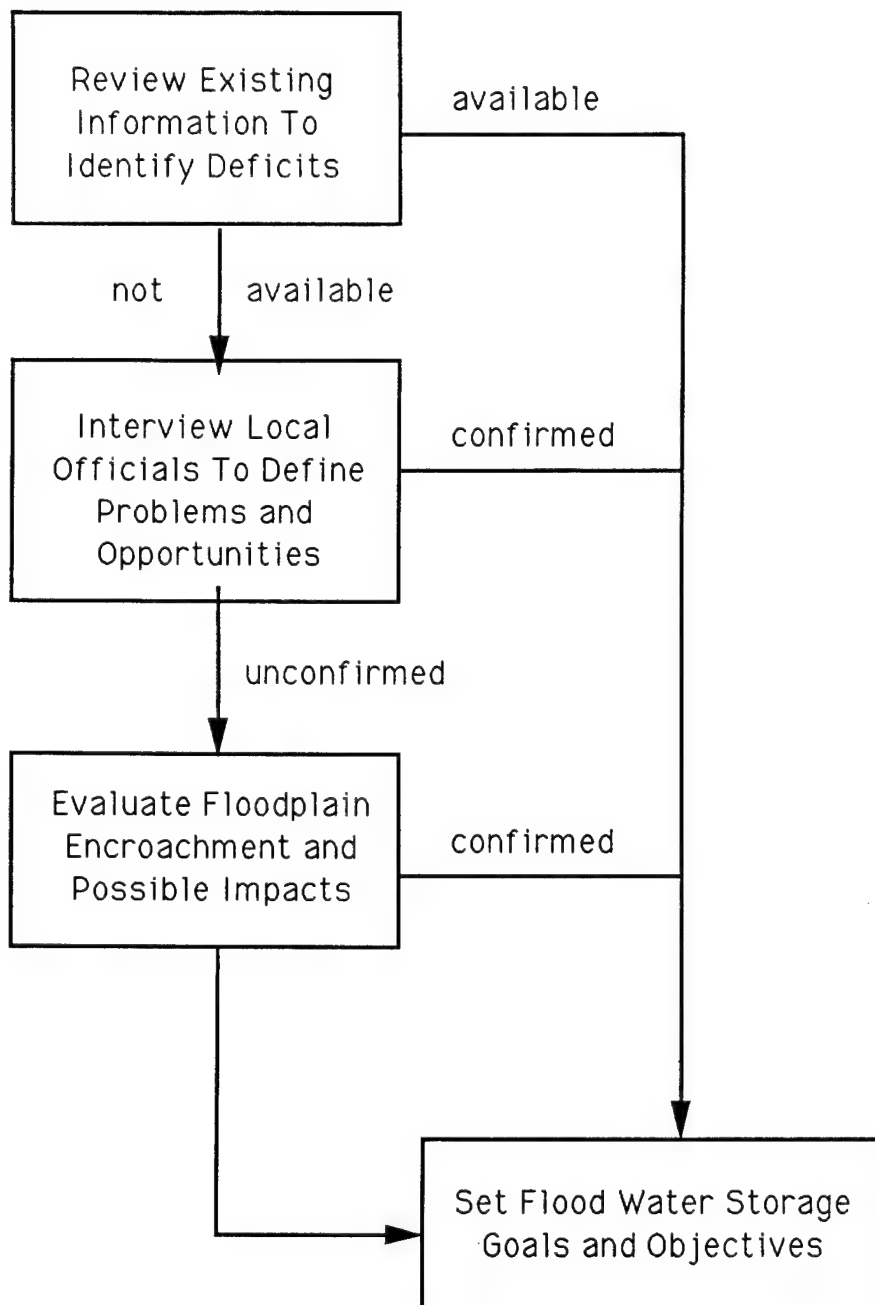 Review Existing
Information To
Identify Deficits
available
not available
Interview Local
Officials To Define
Problems and
Opportunities
confirmed
unconfirmed
Evaluate Floodplain
Encroachment and
Possible Impacts
confirmed
Set Flood Water Storage
Goals and Objectives